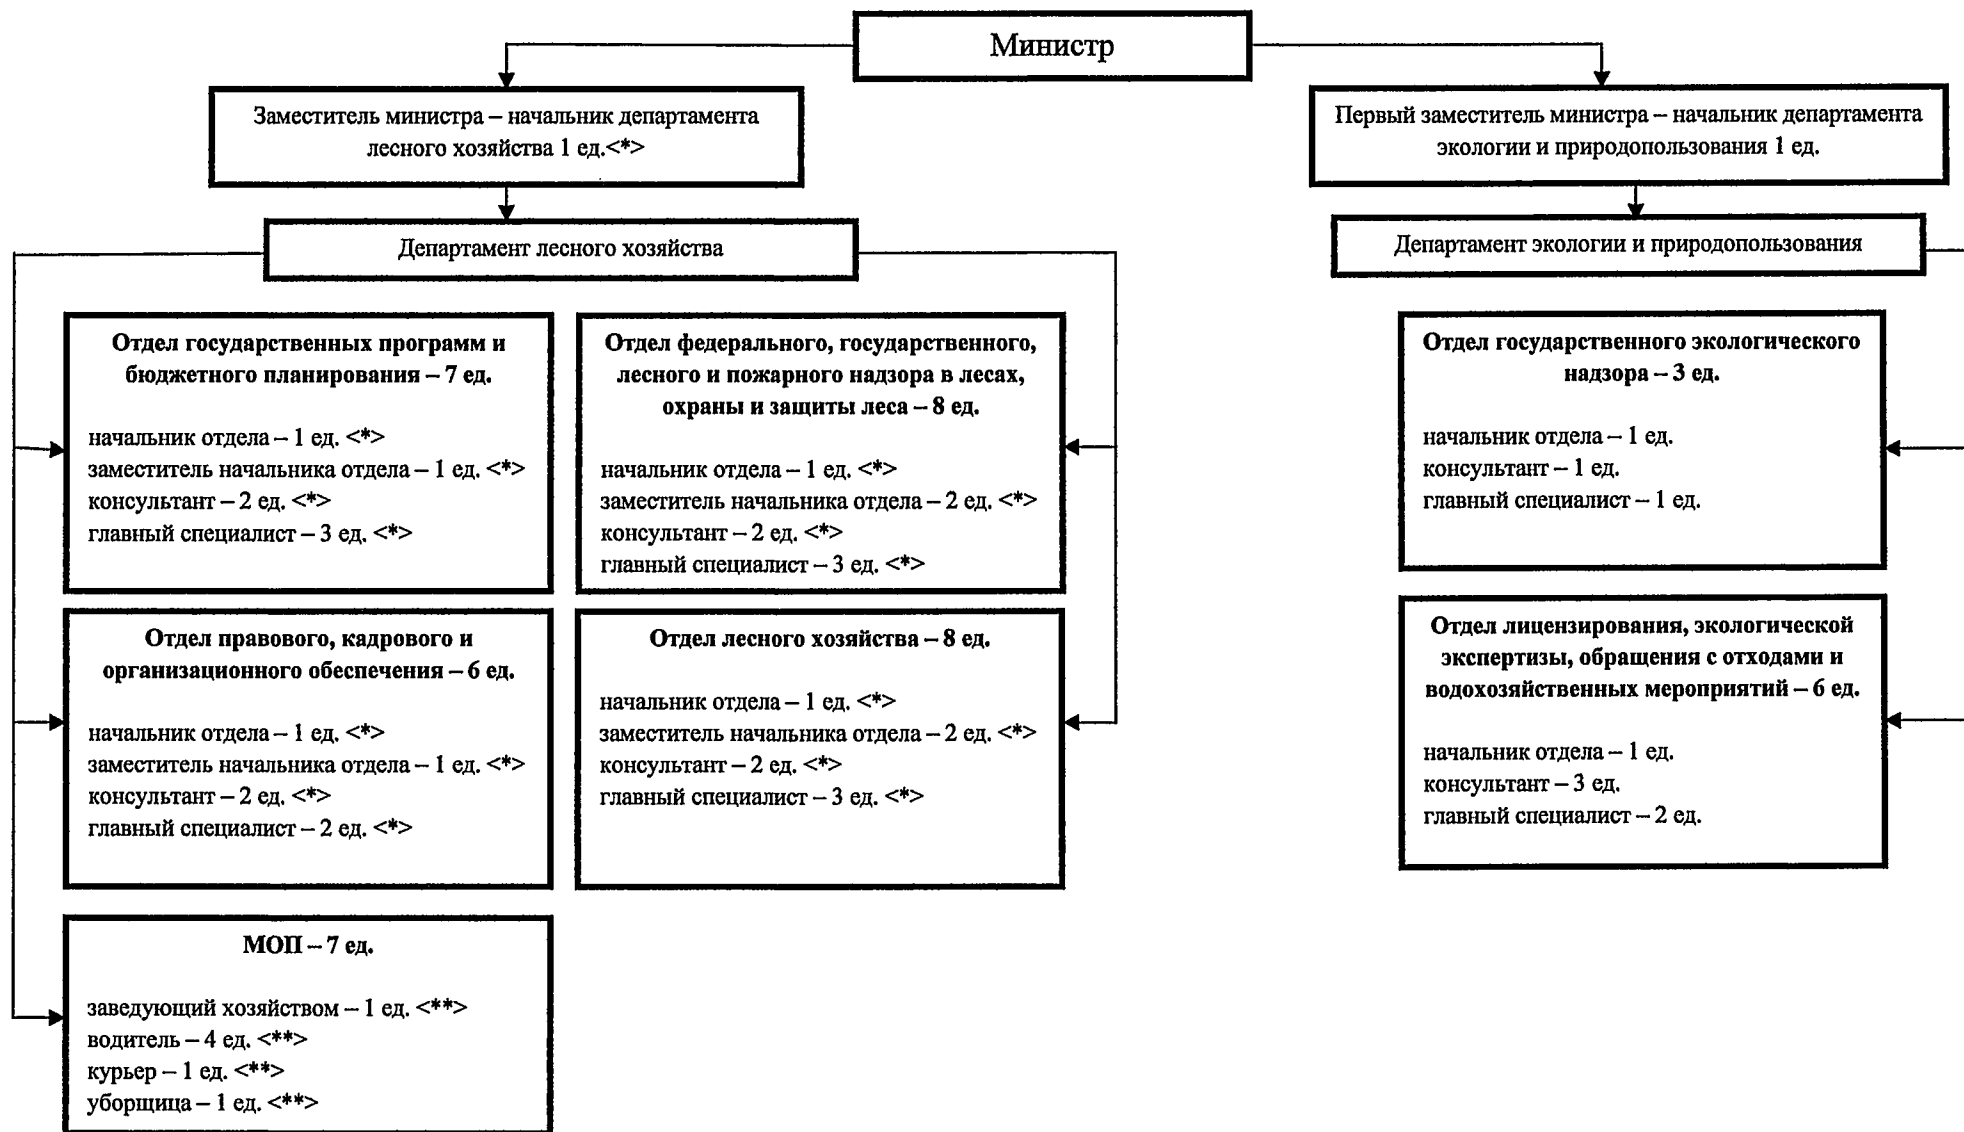 Министр
Заместитель министра – начальник департамента
лесного хозяйства 1 ед.<*>
Первый заместитель министра – начальник департамента
экологии и природопользования 1 ед.
Департамент лесного хозяйства
Департамент экологии и природопользования
Отдел государственных программ и
бюджетного планирования – 7 ед.
начальник отдела – 1 ед. <*>
заместитель начальника отдела – 1 ед. <*>
консультант – 2 ед. <*>
главный специалист – 3 ед. <*>
Отдел федерального, государственного,
лесного и пожарного надзора в лесах,
охраны и защиты леса – 8 ед.
начальник отдела – 1 ед. <*>
заместитель начальника отдела – 2 ед. <*>
консультант – 2 ед. <*>
главный специалист – 3 ед. <*>
Отдел государственного экологического
надзора – 3 ед.
начальник отдела – 1 ед.
консультант – 1 ед.
главный специалист – 1 ед.
Отдел правового, кадрового и
организационного обеспечения – 6 ед.
начальник отдела – 1 ед. <*>
заместитель начальника отдела – 1 ед. <*>
консультант – 2 ед. <*>
главный специалист – 2 ед. <*>
Отдел лесного хозяйства – 8 ед.
начальник отдела – 1 ед. <*>
заместитель начальника отдела – 2 ед. <*>
консультант – 2 ед. <*>
главный специалист – 3 ед. <*>
Отдел лицензирования, экологической
экспертизы, обращения с отходами и
водохозяйственных мероприятий – 6 ед.
начальник отдела – 1 ед.
консультант – 3 ед.
главный специалист – 2 ед.
МОП – 7 ед.
заведующий хозяйством – 1 ед. <**>
водитель – 4 ед. <**>
курьер – 1 ед. <**>
уборщица – 1 ед. <**>